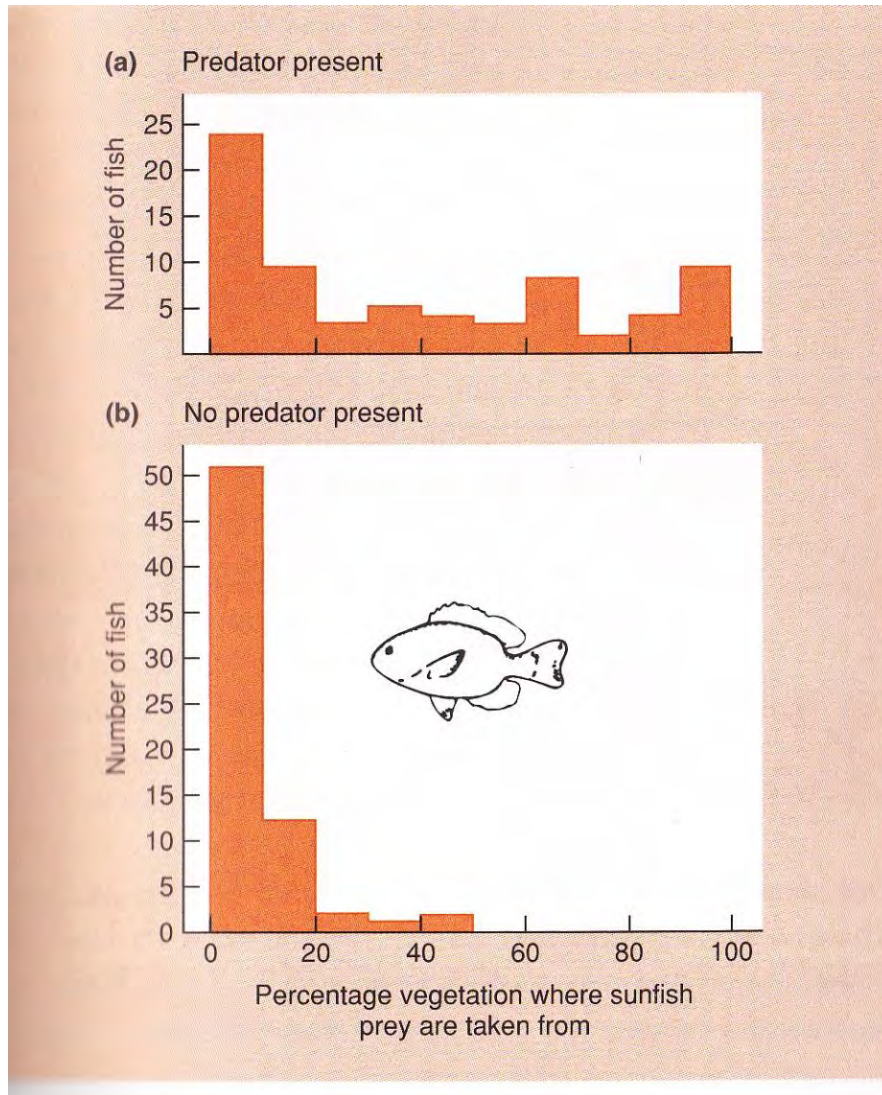 (a) Predator present
Number of fish
25
20
15
10
5
(b) No predator present
Number of fish
50
45
40
35
30
25
20
15
10
5
0
0 20 40 60 80 100
Percentage vegetation where sunfish
prey are taken from